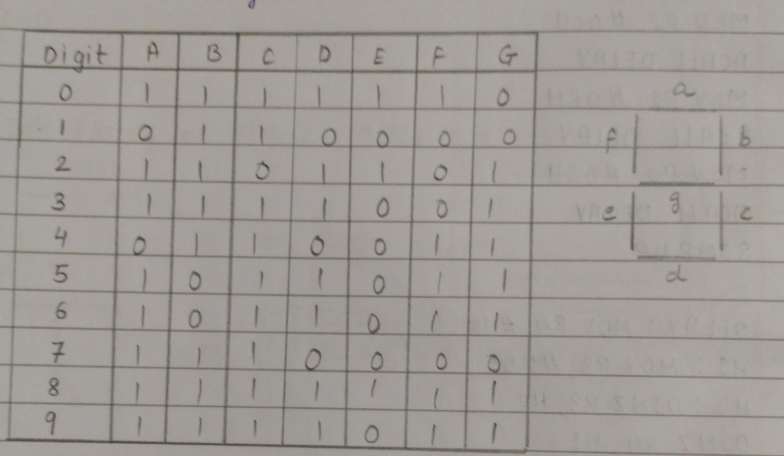 Digit A B C D E F G
0 1 1 1 1 1 1 0
1 0 1 1 0 0 0 0
2 1 1 0 1 1 0 1
3 1 1 1 1 0 0 1
4 0 1 1 0 0 1 1
5 1 0 1 1 0 1 1
6 1 0 1 1 0 1 1
7 1 1 1 0 0 0 0
8 1 1 1 1 1 1 1
9 1 1 1 1 0 1 1
a
f b
g
e c
d